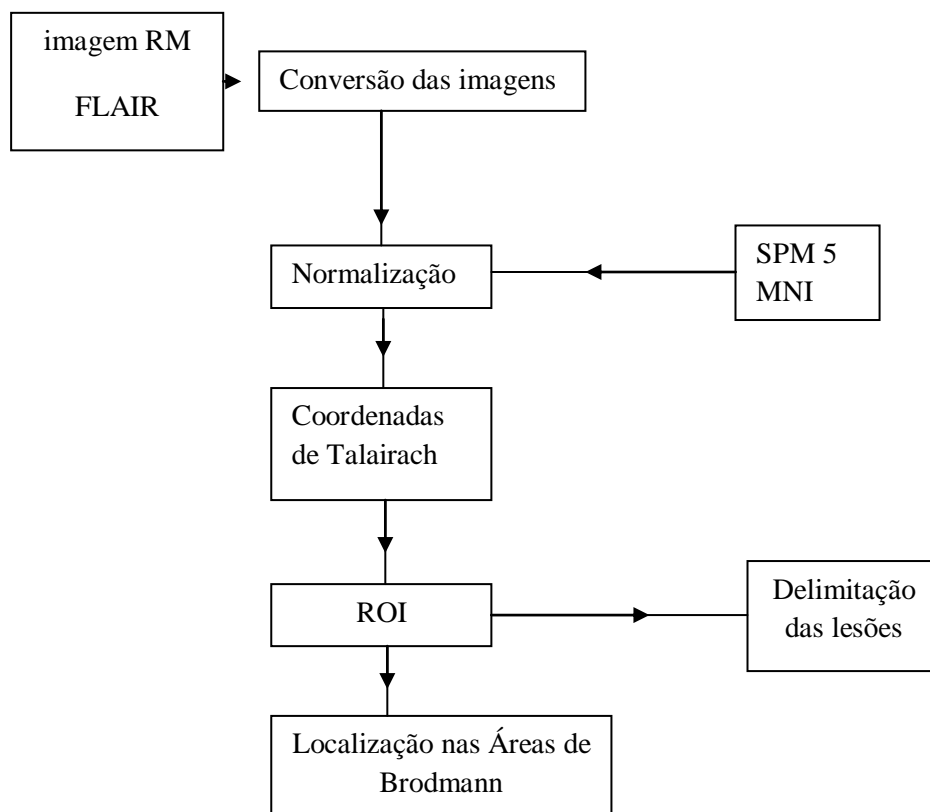 imagem RM
FLAIR
Conversão das imagens
Normalização
SPM 5
MNI
Coordenadas
de Talairach
ROI
Delimitação
das lesões
Localização nas Áreas de
Brodmann